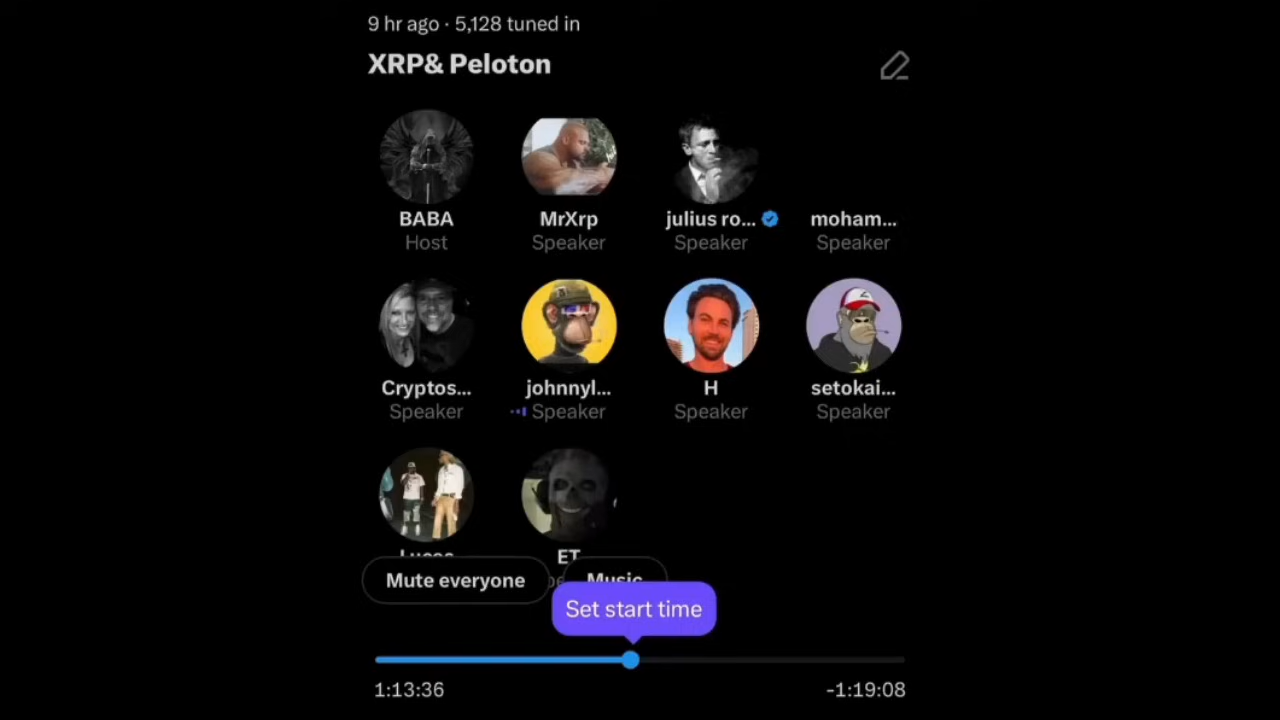 9 hr ago · 5,128 tuned in
XRP& Peloton
BABA
Host
MrXrp
Speaker
julius ro...
Speaker
moham...
Speaker
Cryptos...
Speaker
johnnyl...
Speaker
H
Speaker
setokai...
Speaker
Lucas
ET
Mute everyone
Music
Set start time
1:13:36
-1:19:08